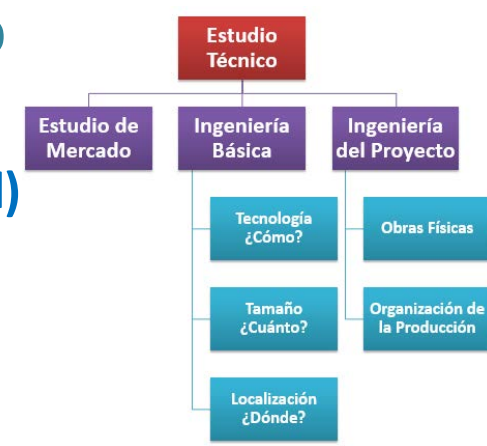 Estudio
Técnico
Estudio de
Mercado
Ingeniería
Básica
Ingeniería
del Proyecto
Tecnología
¿Cómo?
Obras Físicas
Tamaño
¿Cuánto?
Organización de
la Producción
Localización
¿Dónde?